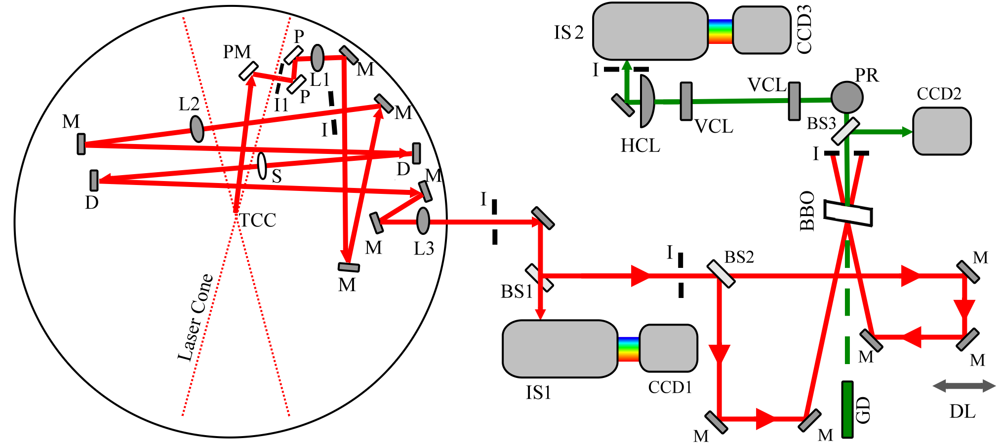 PM
P
I1
P
L1
M
L2
M
I
M
S
D
D
M
TCC
M
L3
M
Laser Cone
I
BS1
IS1
CCD1
I
BS2
M
M
GD
DL
M
M
M
BBO
I
BS3
CCD2
PR
VCL
VCL
HCL
I
IS 2
CCD3